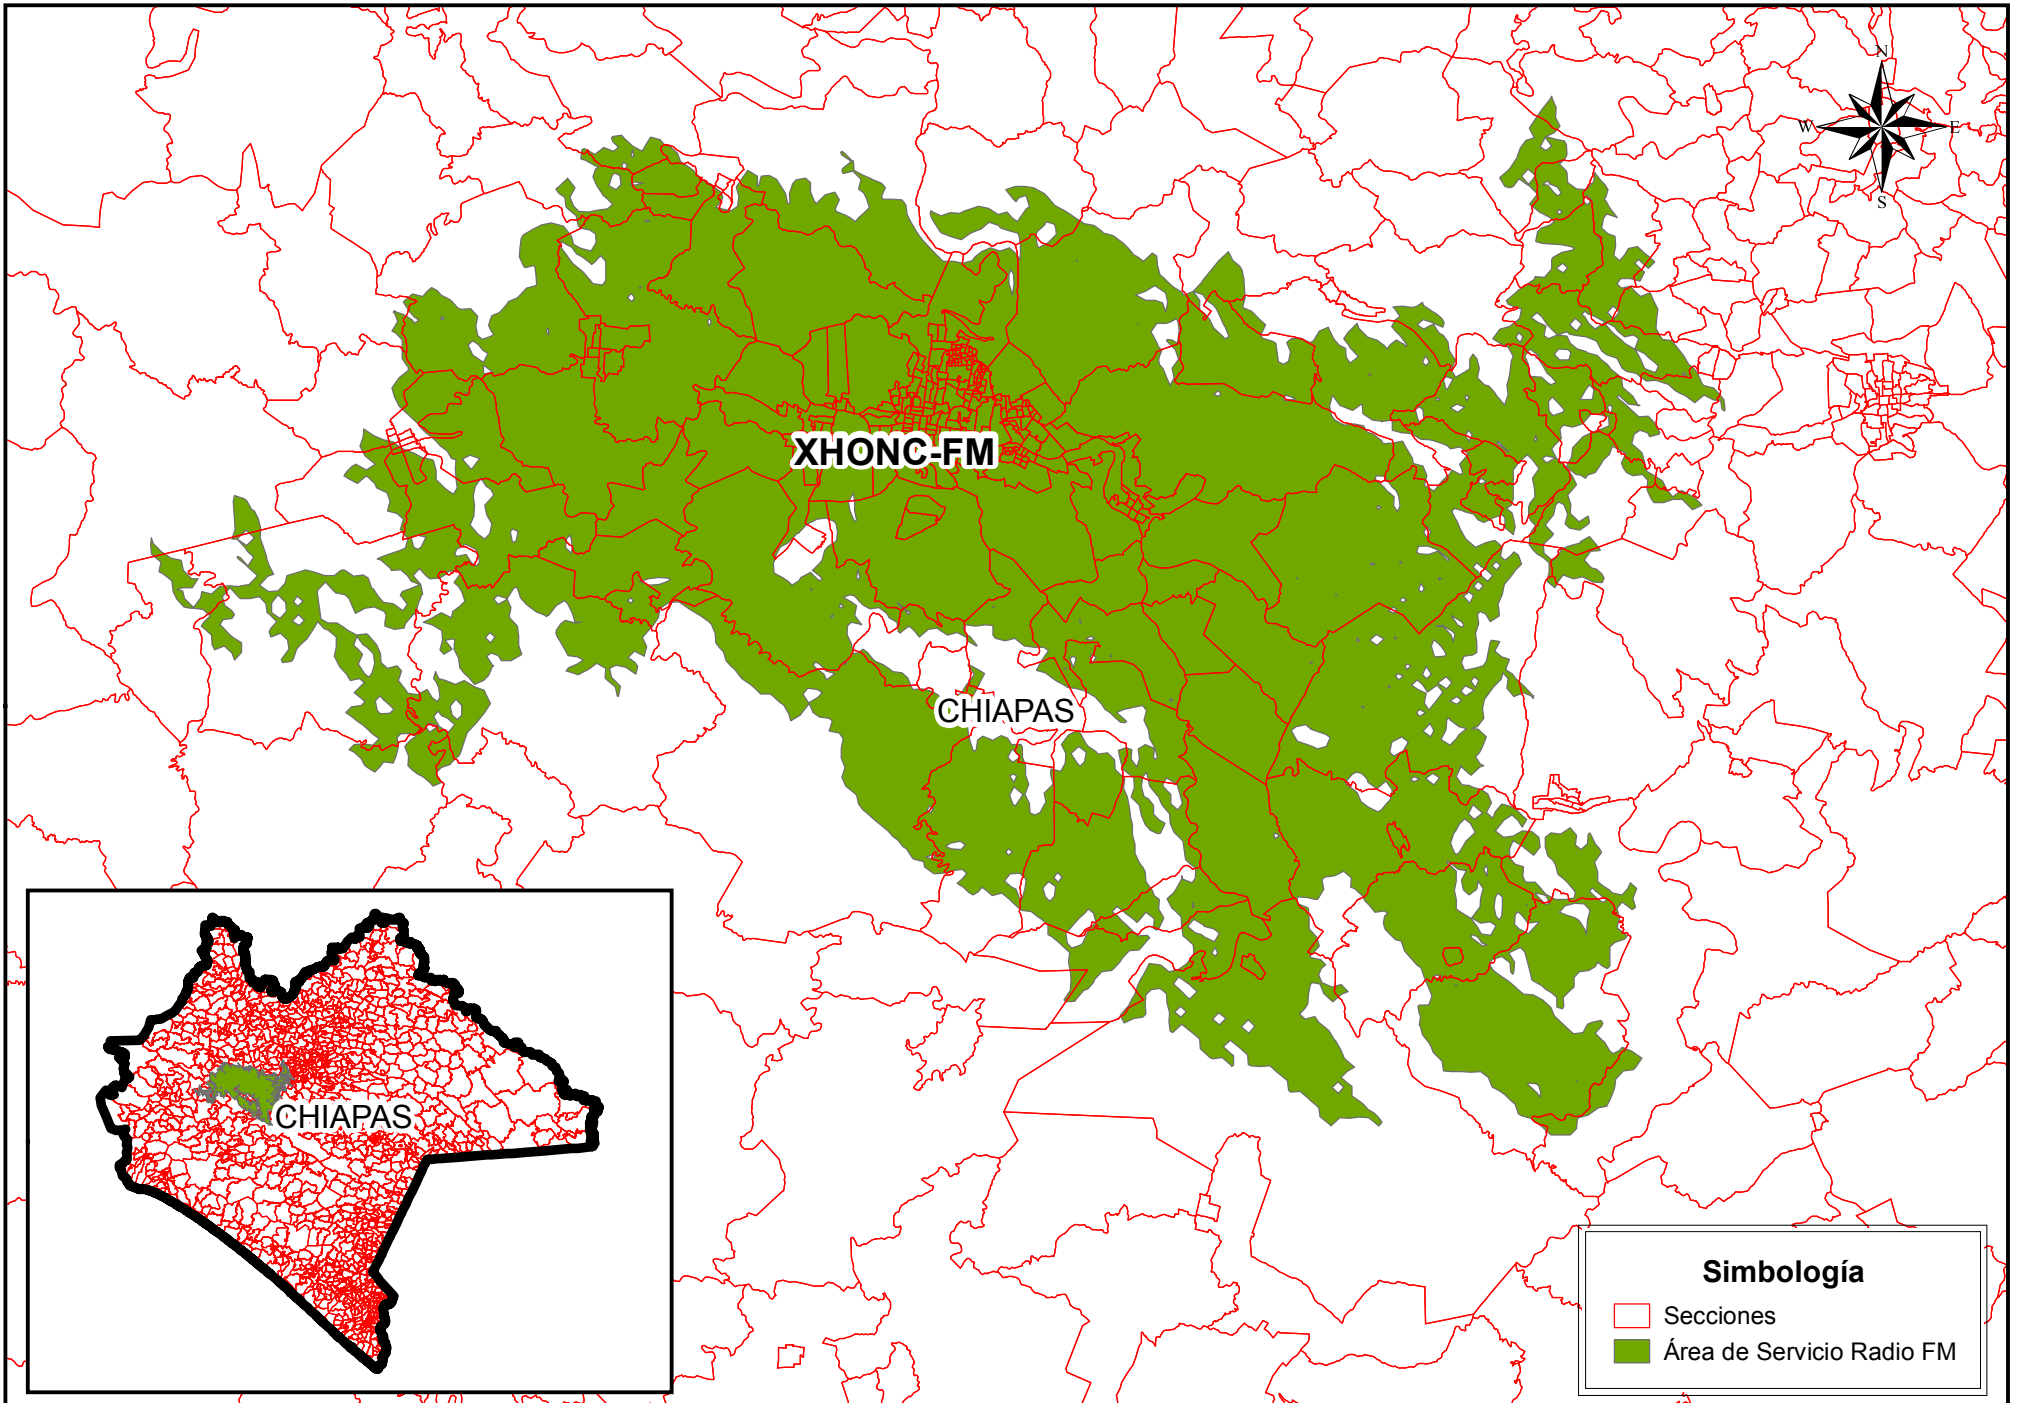 N
W E
S
XHONC-FM
CHIAPAS
CHIAPAS
Simbología
Secciones
Área de Servicio Radio FM